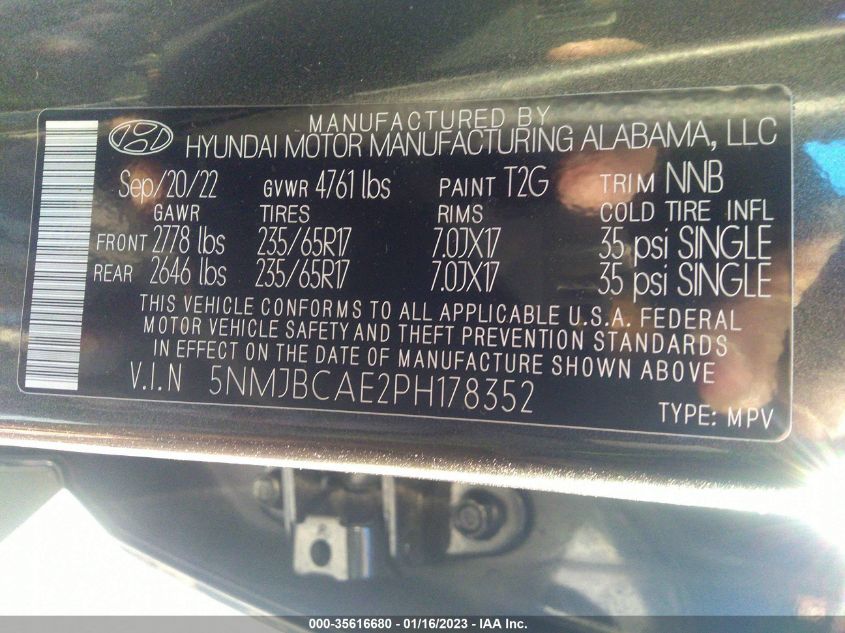 MANUFACTURED BY
HYUNDAI MOTOR MANUFACTURING ALABAMA, LLC
Sep/20/22 GVWR 4761 lbs PAINT T2G TRIM NNB
GAWR TIRES RIMS COLD TIRE INFL
FRONT 2778 lbs 235/65R17 7.0JX17 35 psi SINGLE
REAR 2646 lbs 235/65R17 7.0JX17 35 psi SINGLE
THIS VEHICLE CONFORMS TO ALL APPLICABLE U.S.A. FEDERAL
MOTOR VEHICLE SAFETY AND THEFT PREVENTION STANDARDS
IN EFFECT ON THE DATE OF MANUFACTURE SHOWN ABOVE
V.I.N 5NMJBCAE2PH178352
TYPE: MPV
000-35616680 - 01/16/2023 - IAA Inc.